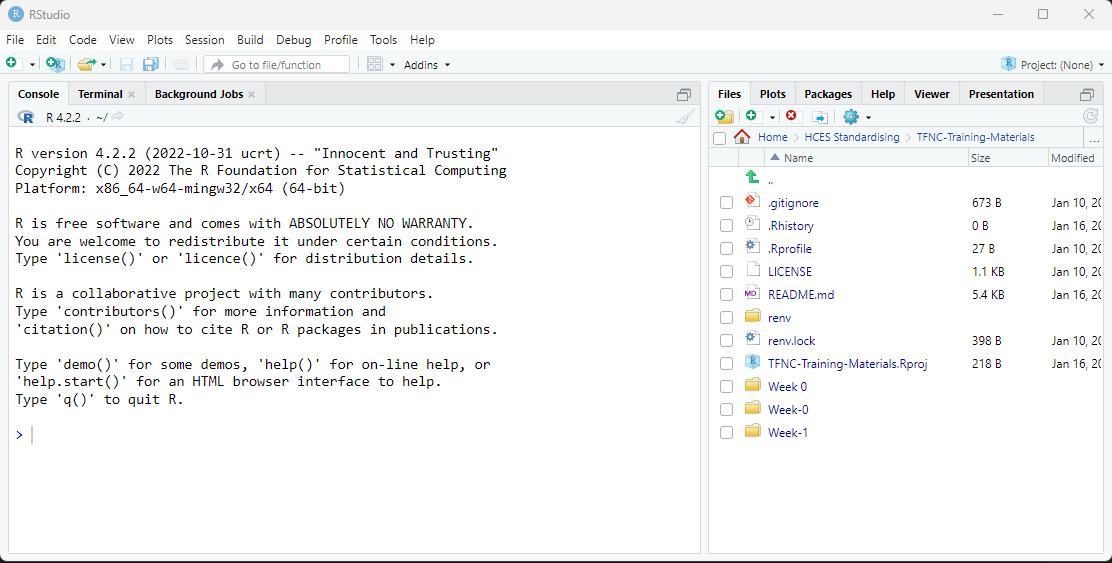 RStudio
File Edit Code View Plots Session Build Debug Profile Tools Help
Go to file/function Addins Project: (None)
Console Terminal Background Jobs
R 4.2.2 · ~/
R version 4.2.2 (2022-10-31 ucrt) -- "Innocent and Trusting"
Copyright (C) 2022 The R Foundation for Statistical Computing
Platform: x86_64-w64-mingw32/x64 (64-bit)
R is free software and comes with ABSOLUTELY NO WARRANTY.
You are welcome to redistribute it under certain conditions.
Type 'license()' or 'licence()' for distribution details.
R is a collaborative project with many contributors.
Type 'contributors()' for more information and
'citation()' on how to cite R or R packages in publications.
Type 'demo()' for some demos, 'help()' for on-line help, or
'help.start()' for an HTML browser interface to help.
Type 'q()' to quit R.
>
Files Plots Packages Help Viewer Presentation
Home > HCES Standardising > TFNC-Training-Materials ...
Name Size Modified
..
.gitignore 673 B Jan 10, 20
.Rhistory 0 B Jan 16, 20
.Rprofile 27 B Jan 10, 20
LICENSE 1.1 KB Jan 10, 20
MD README.md 5.4 KB Jan 16, 20
renv
renv.lock 398 B Jan 10, 20
TFNC-Training-Materials.Rproj 218 B Jan 16, 20
Week 0
Week-0
Week-1